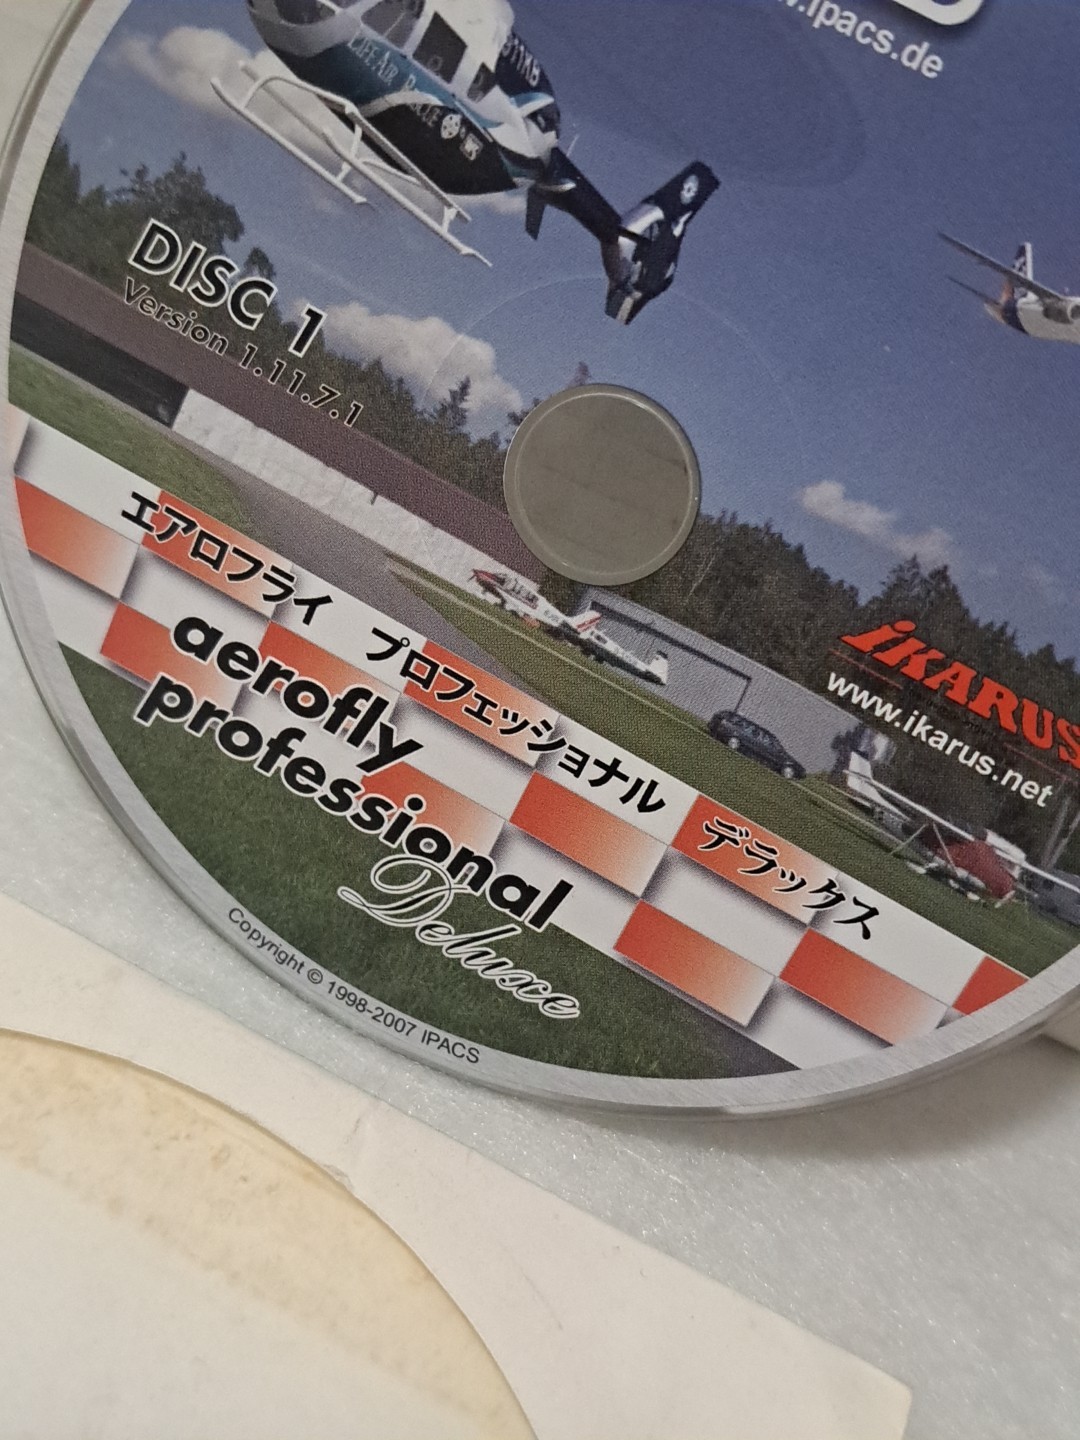 ipacs.de
LIFE AIR RESCUE
911KB
DISC 1
Version 1.11.7.1
エアロフライ プロフェッショナル デラックス
aerofly
professional
Deluxe
iKARUS
www.ikarus.net
Copyright © 1998-2007 IPACS